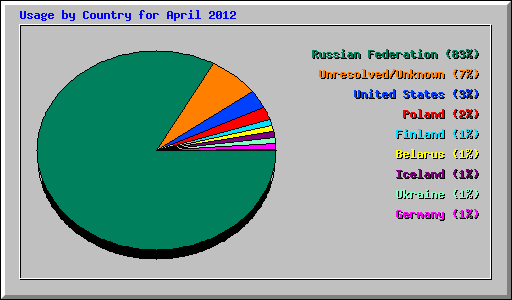 Usage by Country for April 2012
Russian Federation (83%)
Unresolved/Unknown (7%)
United States (3%)
Poland (2%)
Finland (1%)
Belarus (1%)
Iceland (1%)
Ukraine (1%)
Germany (1%)